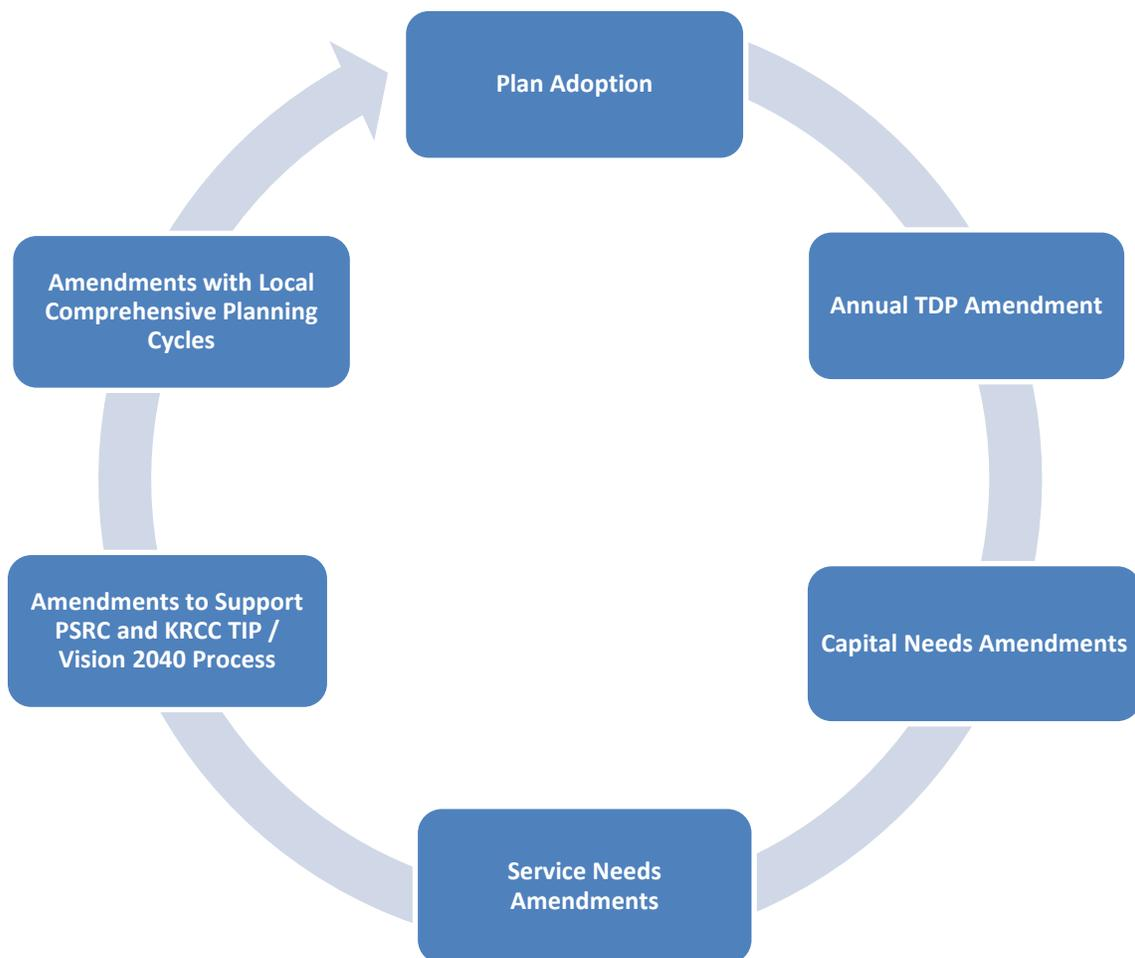 Plan Adoption
Annual TDP Amendment
Capital Needs Amendments
Service Needs
Amendments
Amendments to Support
PSRC and KRCC TIP /
Vision 2040 Process
Amendments with Local
Comprehensive Planning
Cycles